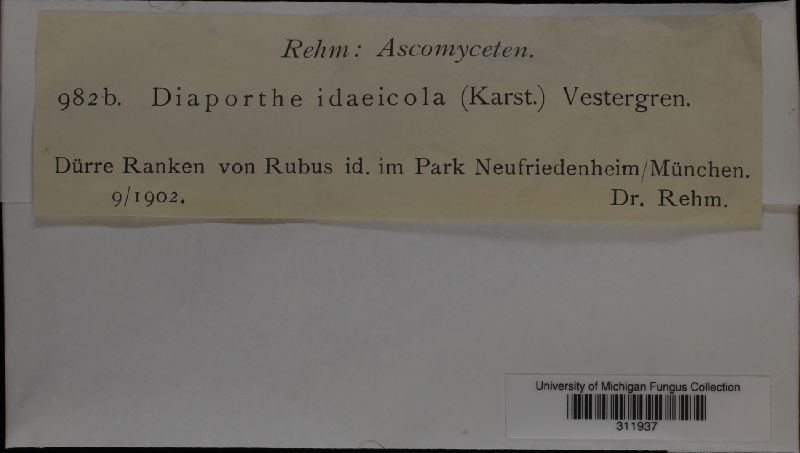 Rehm: Ascomyceten.
982b. Diaporthe idaeicola (Karst.) Vestergren.
Dürre Ranken von Rubus id. im Park Neufriedenheim/München.
9/1902. Dr. Rehm.
University of Michigan Fungus Collection
311937